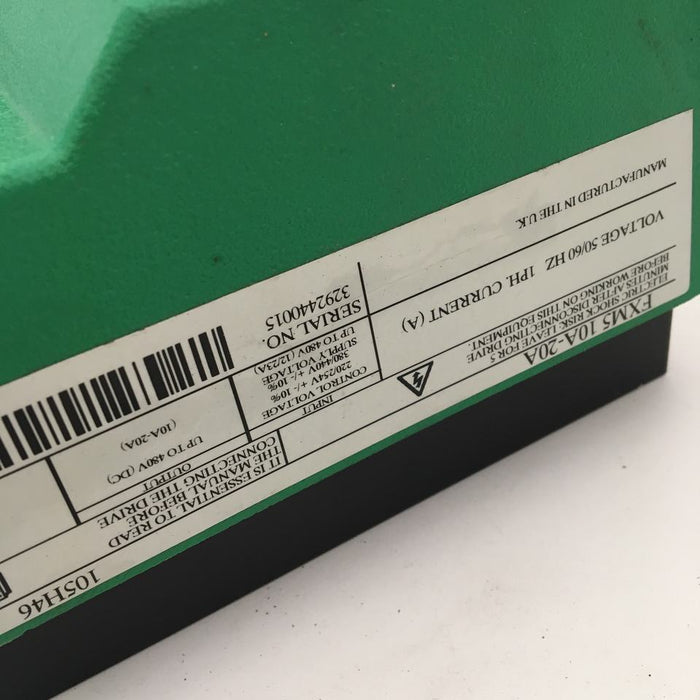 FXM5 10A-20A
ELECTRIC SHOCK RISK: LEAVE FOR 5
MINUTES AFTER DISCONNECTING DRIVE
BEFORE WORKING ON THIS EQUIPMENT.
IT IS ESSENTIAL TO READ
THE MANUAL BEFORE
CONNECTING THE DRIVE
105H46
VOLTAGE 50/60 HZ 1PH. CURRENT (A)
INPUT
CONTROL VOLTAGE
220/254V +/- 10%
380/440V +/- 10%
SUPPLY VOLTAGE
UP TO 480V (12/23A)
OUTPUT
UP TO 480V (DC)
(10A-20A)
MANUFACTURED IN THE U.K.
SERIAL NO.
3292440015